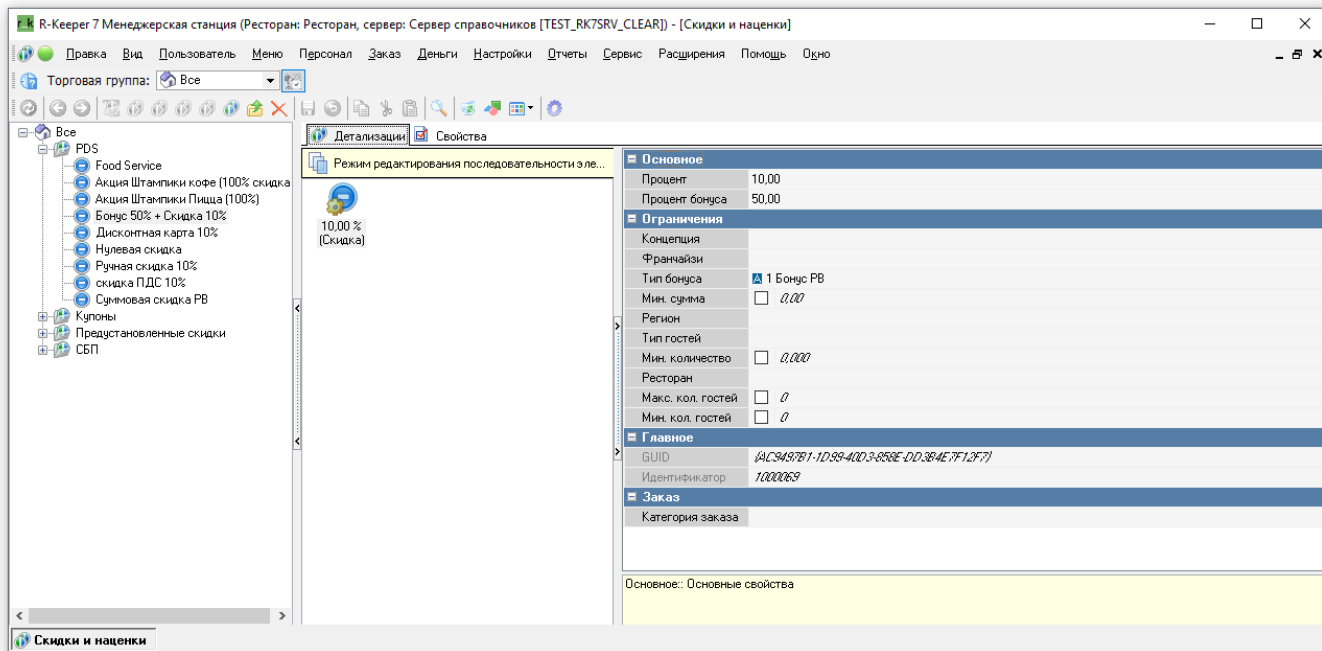 R-Keeper 7 Менеджерская станция (Ресторан: Ресторан, сервер: Сервер справочников [TEST_RK7SRV_CLEAR]) - [Скидки и наценки]
Правка Вид Пользователь Меню Персонал Заказ Деньги Настройки Отчеты Сервис Расширения Помощь Окно
Торговая группа: Все
Все
PDS
Food Service
Акция Штампики кофе (100% скидка
Акция Штампики Пицца (100%)
Бонус 50% + Скидка 10%
Дисконтная карта 10%
Нулевая скидка
Ручная скидка 10%
скидка ПДС 10%
Суммовая скидка РВ
Купоны
Предустановленные скидки
СБП
Детализации Свойства
Режим редактирования последовательности эле...
10,00 %
(Скидка)
Основное
Процент 10,00
Процент бонуса 50,00
Ограничения
Концепция
Франчайзи
Тип бонуса 1 Бонус РВ
Мин. сумма 0,00
Регион
Тип гостей
Мин. количество 0,000
Ресторан
Макс. кол. гостей 0
Мин. кол. гостей 0
Главное
GUID {AC9497B1-1D99-40D3-858E-DD3B4E7F12F7}
Идентификатор 1000069
Заказ
Категория заказа
Основное:: Основные свойства
Скидки и наценки